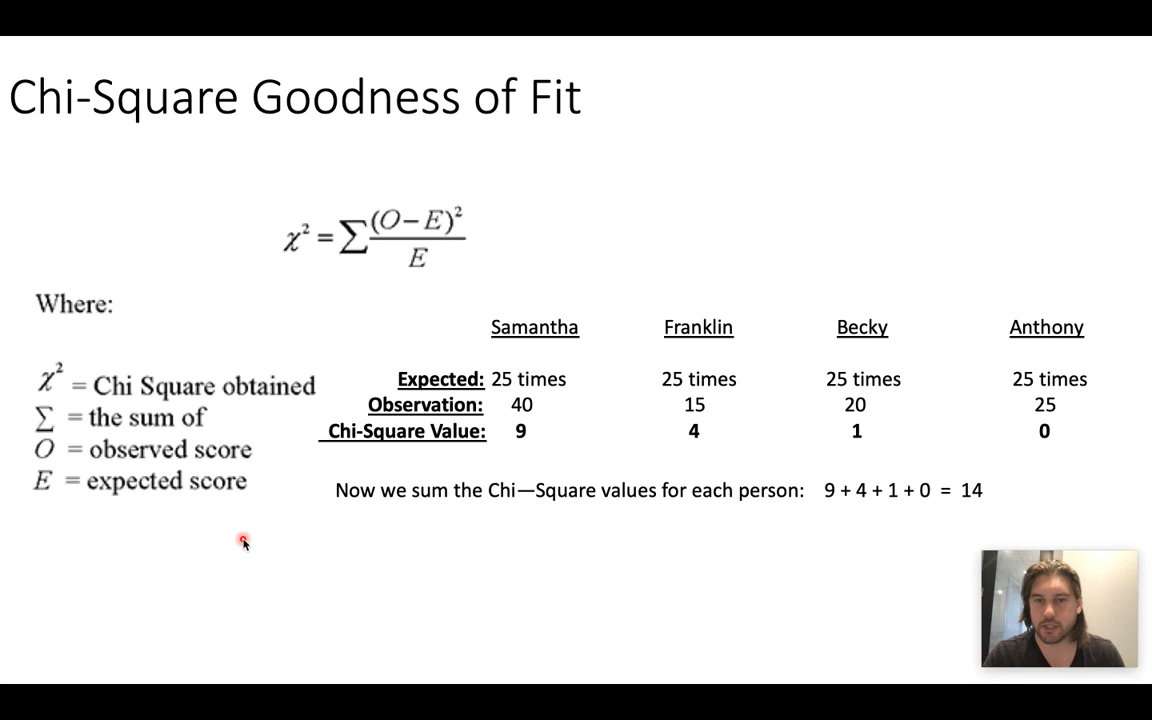 Chi-Square Goodness of Fit
χ² = ∑ (O − E)² / E
Where:
χ² = Chi Square obtained
∑ = the sum of
O = observed score
E = expected score
Samantha Franklin Becky Anthony
Expected: 25 times 25 times 25 times 25 times
Observation: 40 15 20 25
Chi-Square Value: 9 4 1 0
Now we sum the Chi—Square values for each person: 9 + 4 + 1 + 0 = 14